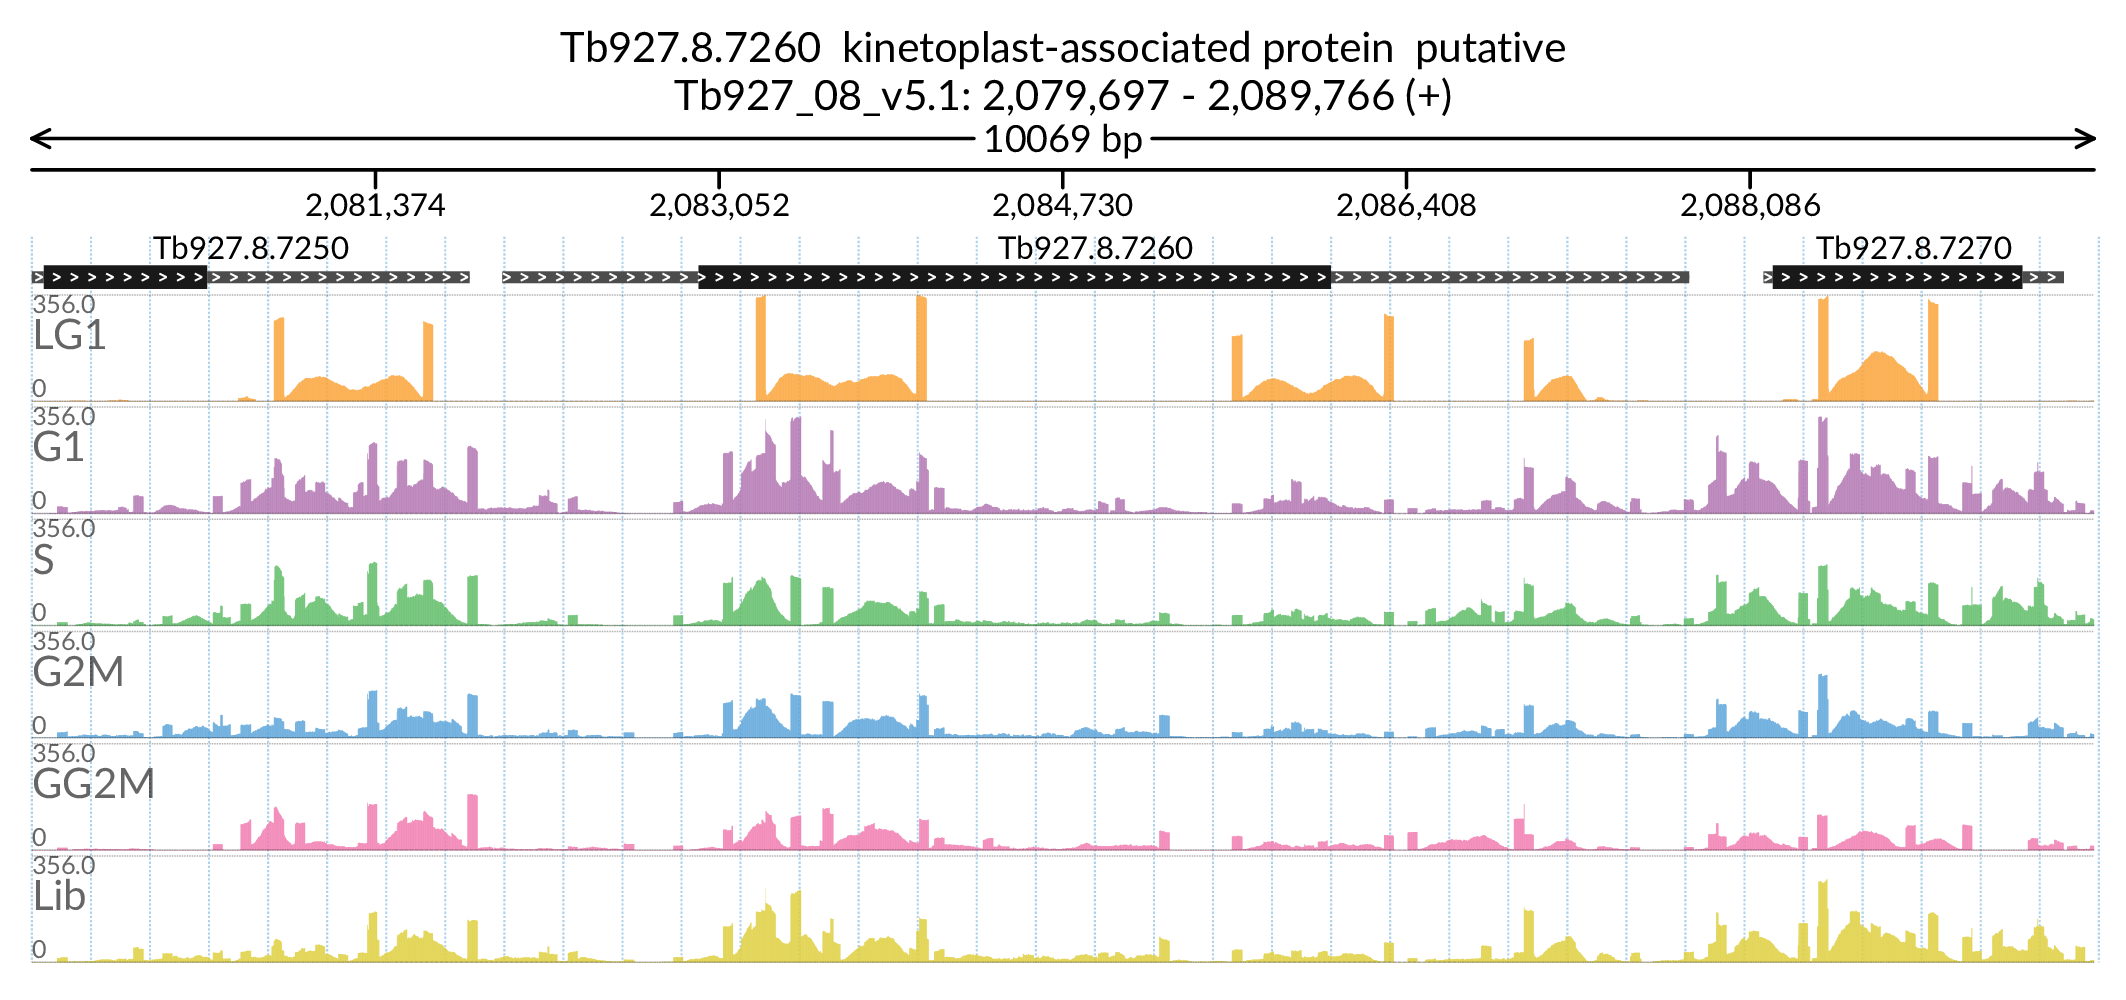 Tb927.8.7260 kinetoplast-associated protein putative
Tb927_08_v5.1: 2,079,697 - 2,089,766 (+)
10069 bp
2,081,374 2,083,052 2,084,730 2,086,408 2,088,086
Tb927.8.7250 Tb927.8.7260 Tb927.8.7270
356.0
LG1
0
356.0
G1
0
356.0
S
0
356.0
G2M
0
356.0
GG2M
0
356.0
Lib
0